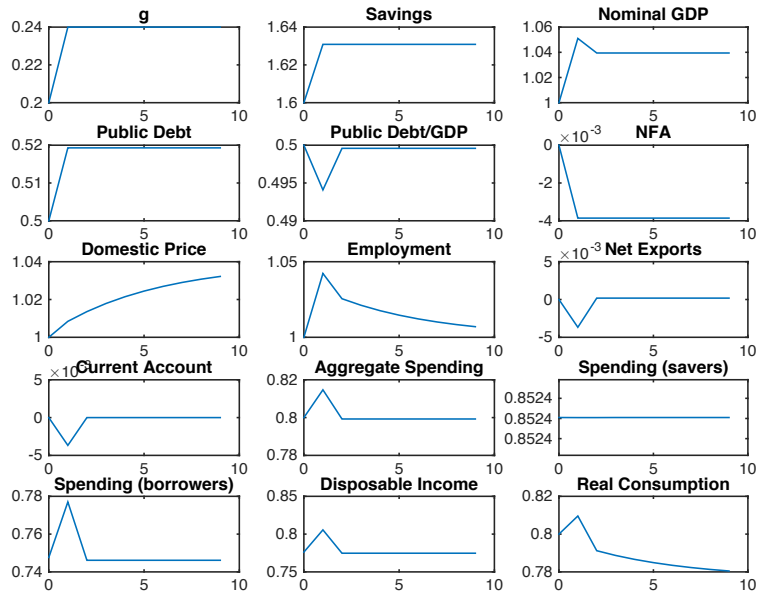 g
0.24
0.22
0.2
0 5 10
Savings
1.64
1.62
1.6
0 5 10
Nominal GDP
1.06
1.04
1.02
1
0 5 10
Public Debt
0.52
0.51
0.5
0 5 10
Public Debt/GDP
0.5
0.495
0.49
0 5 10
NFA
×10⁻³
0
-2
-4
0 5 10
Domestic Price
1.04
1.02
1
0 5 10
Employment
1.05
1
0 5 10
Net Exports
×10⁻³
5
0
-5
0 5 10
Current Account
5
0
-5
0 5 10
Aggregate Spending
0.82
0.8
0.78
0 5 10
Spending (savers)
0.8524
0.8524
0.8524
0 5 10
Spending (borrowers)
0.78
0.76
0.74
0 5 10
Disposable Income
0.85
0.8
0.75
0 5 10
Real Consumption
0.82
0.8
0.78
0 5 10